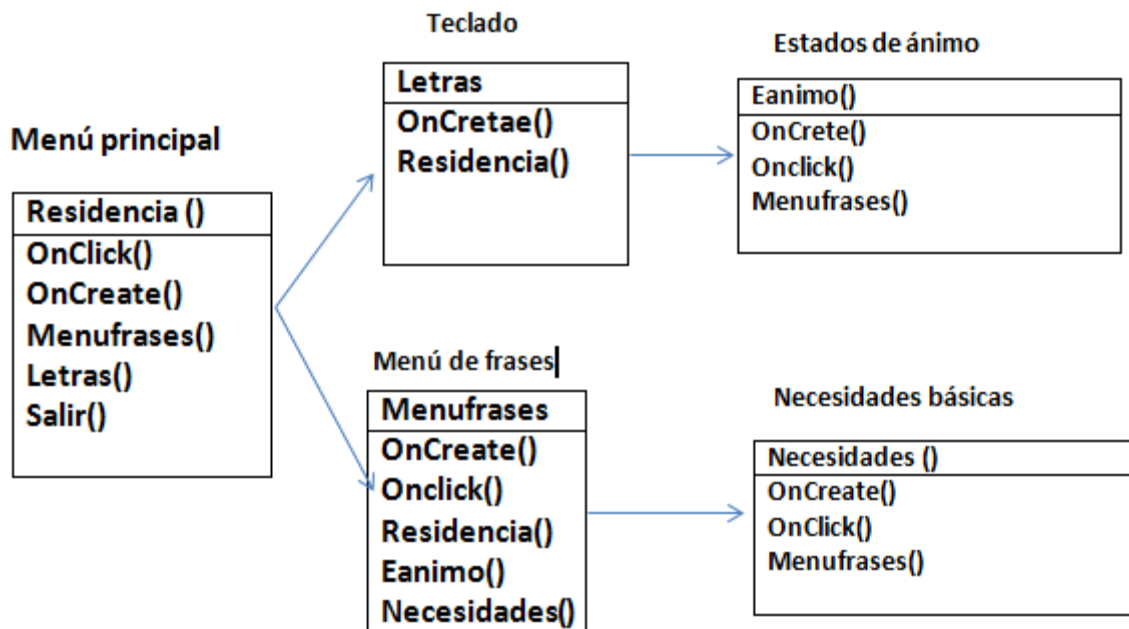 Menú principal
Residencia ()
OnClick()
OnCreate()
Menufrases()
Letras()
Salir()
Teclado
Letras
OnCretae()
Residencia()
Estados de ánimo
Eanimo()
OnCrete()
Onclick()
Menufrases()
Menú de frases
Menufrases
OnCreate()
Onclick()
Residencia()
Eanimo()
Necesidades()
Necesidades básicas
Necesidades ()
OnCreate()
OnClick()
Menufrases()